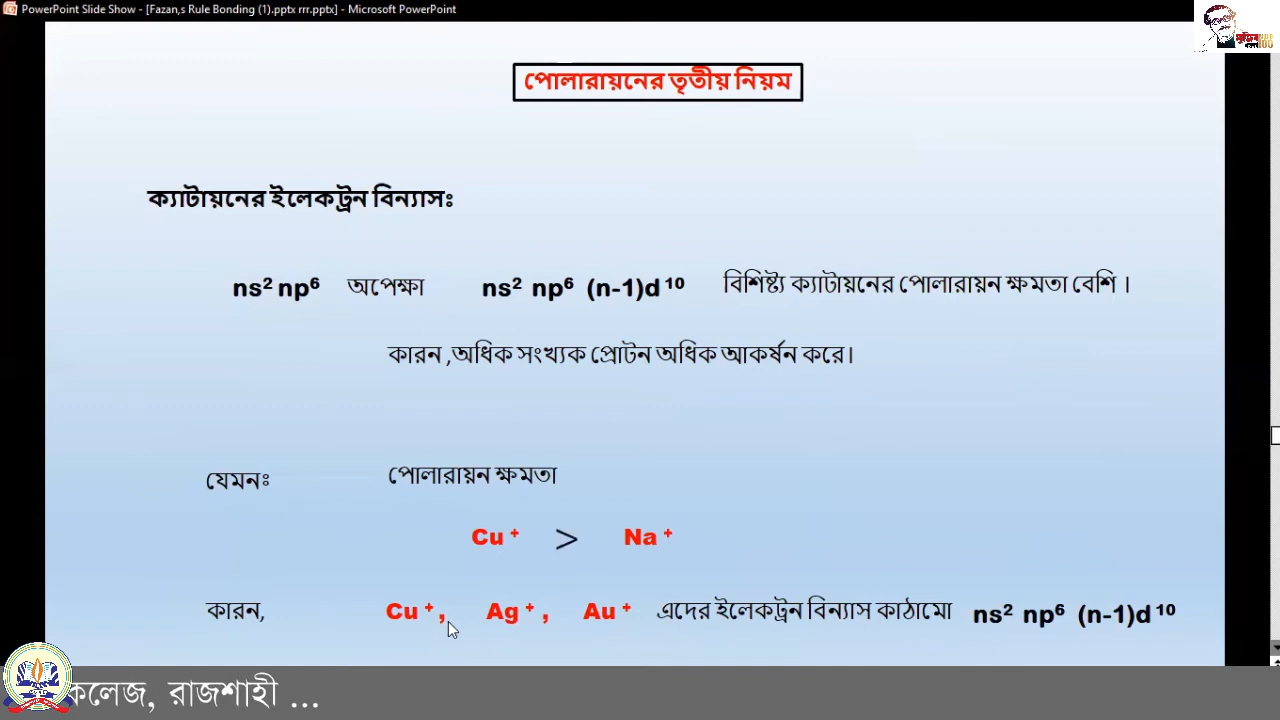 PowerPoint Slide Show - [Fazan,s Rule Bonding (1).pptx rrr.pptx] - Microsoft PowerPoint
পোলারায়নের তৃতীয় নিয়ম
ক্যাটায়নের ইলেকট্রন বিন্যাসঃ
ns² np⁶ অপেক্ষা ns² np⁶ (n-1)d¹⁰ বিশিষ্ট্য ক্যাটায়নের পোলারায়ন ক্ষমতা বেশি ।
কারন ,অধিক সংখ্যক প্রোটন অধিক আকর্ষন করে।
যেমনঃ পোলারায়ন ক্ষমতা
Cu ⁺ > Na ⁺
কারন, Cu ⁺, Ag ⁺, Au ⁺ এদের ইলেকট্রন বিন্যাস কাঠামো ns² np⁶ (n-1)d¹⁰
কলেজ, রাজশাহী ...